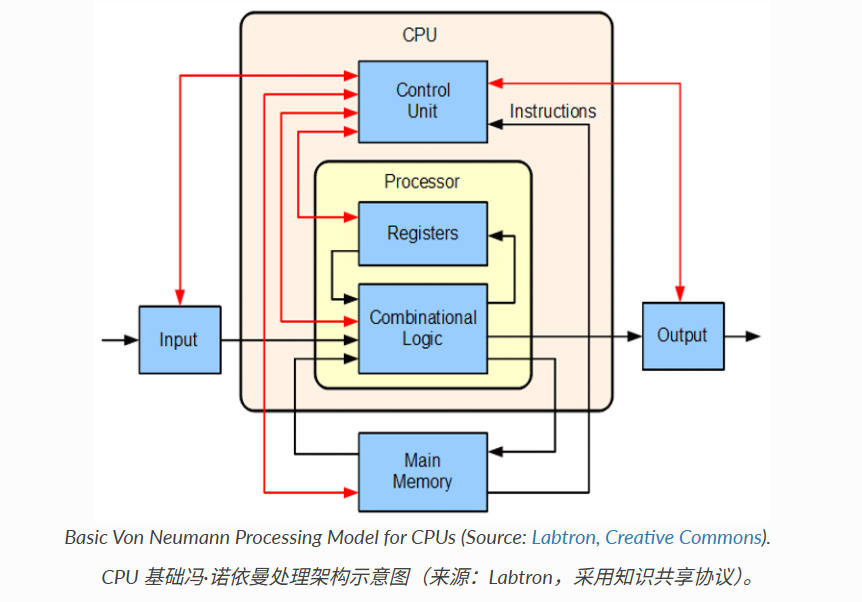 CPU
Control
Unit
Instructions
Processor
Registers
Combinational
Logic
Input
Output
Main
Memory
Basic Von Neumann Processing Model for CPUs (Source: Labtron, Creative Commons).
CPU 基础冯·诺依曼处理架构示意图（来源：Labtron，采用知识共享协议）。